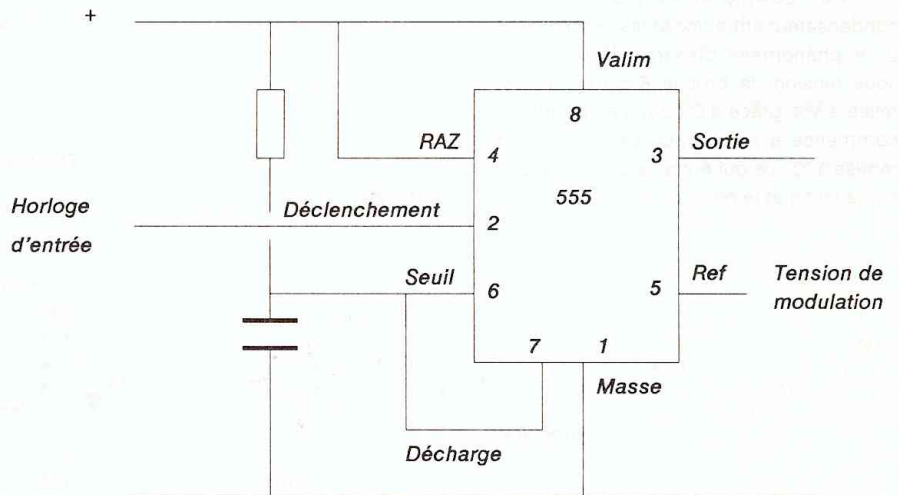 +
Valim
8
RAZ
4
3
Sortie
555
Horloge
d'entrée
Déclenchement
2
Seuil
6
5
Ref
Tension de
modulation
7
1
Masse
Décharge